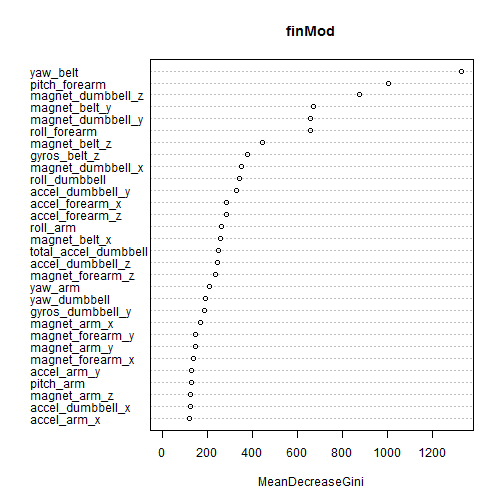 finMod
yaw_belt
pitch_forearm
magnet_dumbbell_z
magnet_belt_y
magnet_dumbbell_y
roll_forearm
magnet_belt_z
gyros_belt_z
magnet_dumbbell_x
roll_dumbbell
accel_dumbbell_y
accel_forearm_x
accel_forearm_z
roll_arm
magnet_belt_x
total_accel_dumbbell
accel_dumbbell_z
magnet_forearm_z
yaw_arm
yaw_dumbbell
gyros_dumbbell_y
magnet_arm_x
magnet_forearm_y
magnet_arm_y
magnet_forearm_x
accel_arm_y
pitch_arm
magnet_arm_z
accel_dumbbell_x
accel_arm_x
0 200 400 600 800 1000 1200
MeanDecreaseGini